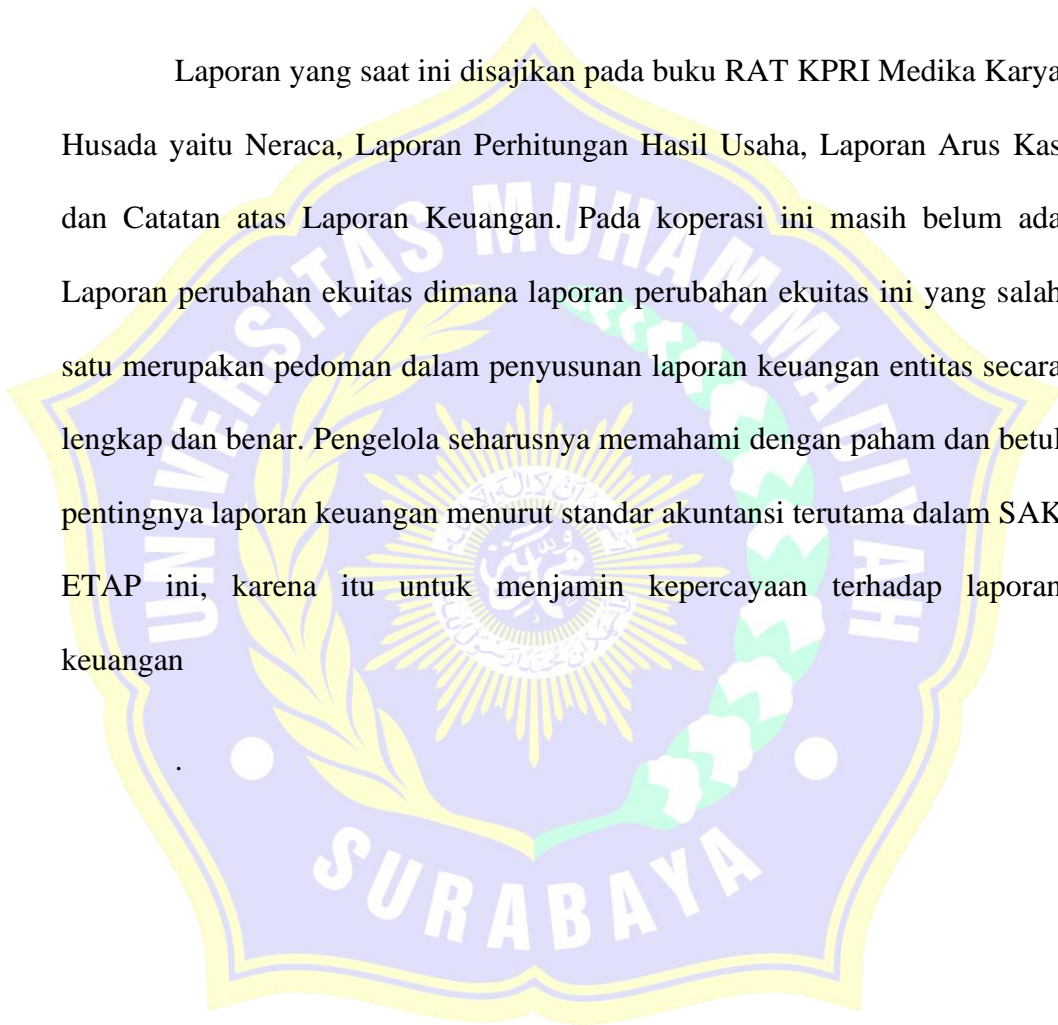 Laporan yang saat ini disajikan pada buku RAT KPRI Medika Karya
Husada yaitu Neraca, Laporan Perhitungan Hasil Usaha, Laporan Arus Kas
dan Catatan atas Laporan Keuangan. Pada koperasi ini masih belum ada
Laporan perubahan ekuitas dimana laporan perubahan ekuitas ini yang salah
satu merupakan pedoman dalam penyusunan laporan keuangan entitas secara
lengkap dan benar. Pengelola seharusnya memahami dengan paham dan betul
pentingnya laporan keuangan menurut standar akuntansi terutama dalam SAK
ETAP ini, karena itu untuk menjamin kepercayaan terhadap laporan
keuangan
.
UNIVERSITAS MUHAMMADIYAH
SURABAYA